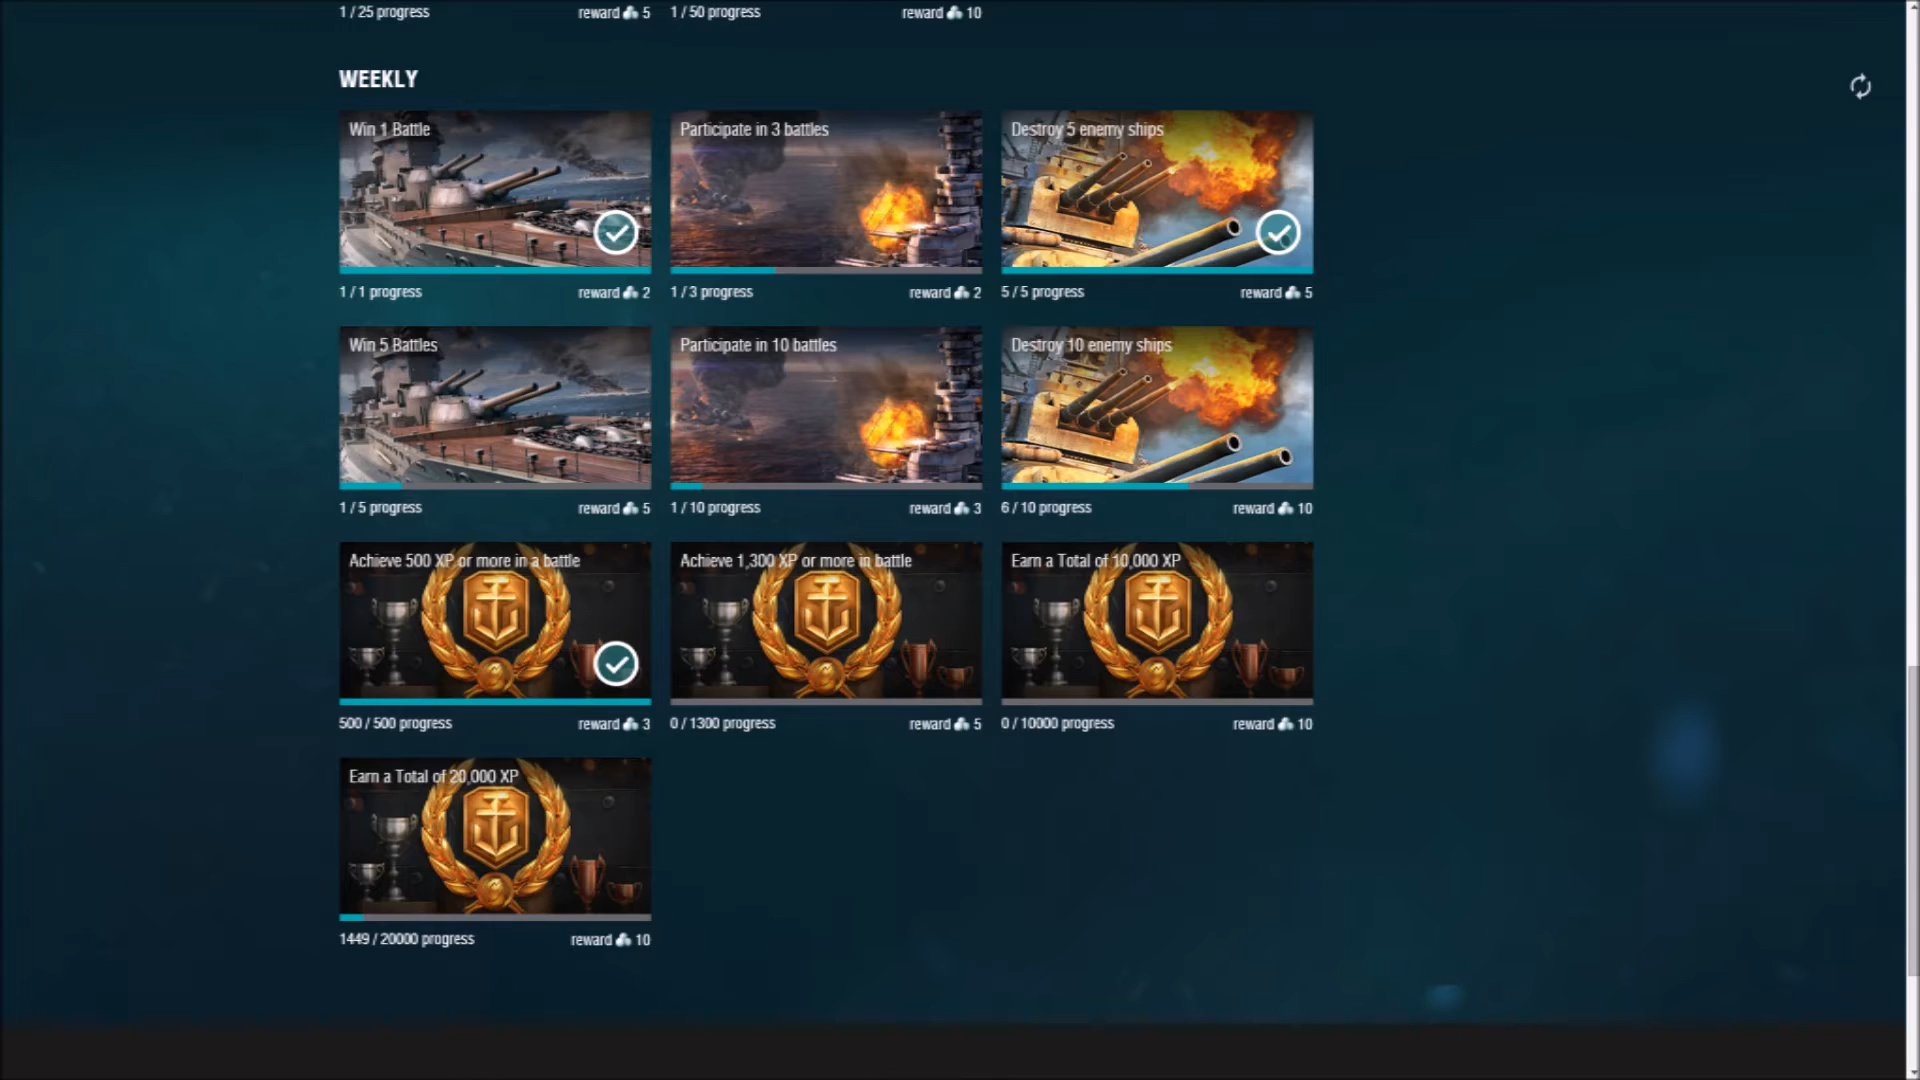 1 / 25 progress reward 5 1 / 50 progress reward 10
WEEKLY
Win 1 Battle
Participate in 3 battles
Destroy 5 enemy ships
1 / 1 progress reward 2
1 / 3 progress reward 2
5 / 5 progress reward 5
Win 5 Battles
Participate in 10 battles
Destroy 10 enemy ships
1 / 5 progress reward 5
1 / 10 progress reward 3
6 / 10 progress reward 10
Achieve 500 XP or more in a battle
Achieve 1,300 XP or more in battle
Earn a Total of 10,000 XP
500 / 500 progress reward 3
0 / 1300 progress reward 5
0 / 10000 progress reward 10
Earn a Total of 20,000 XP
1449 / 20000 progress reward 10